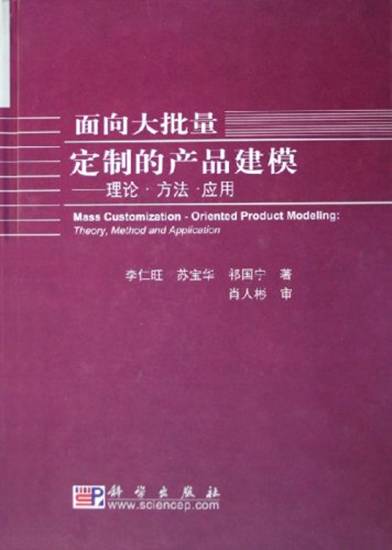 面向大批量
定制的产品建模
——理论·方法·应用
Mass Customization - Oriented Product Modeling:
Theory, Method and Application
李仁旺 苏宝华 祁国宁 著
肖人彬 审
科学出版社
www.sciencep.com